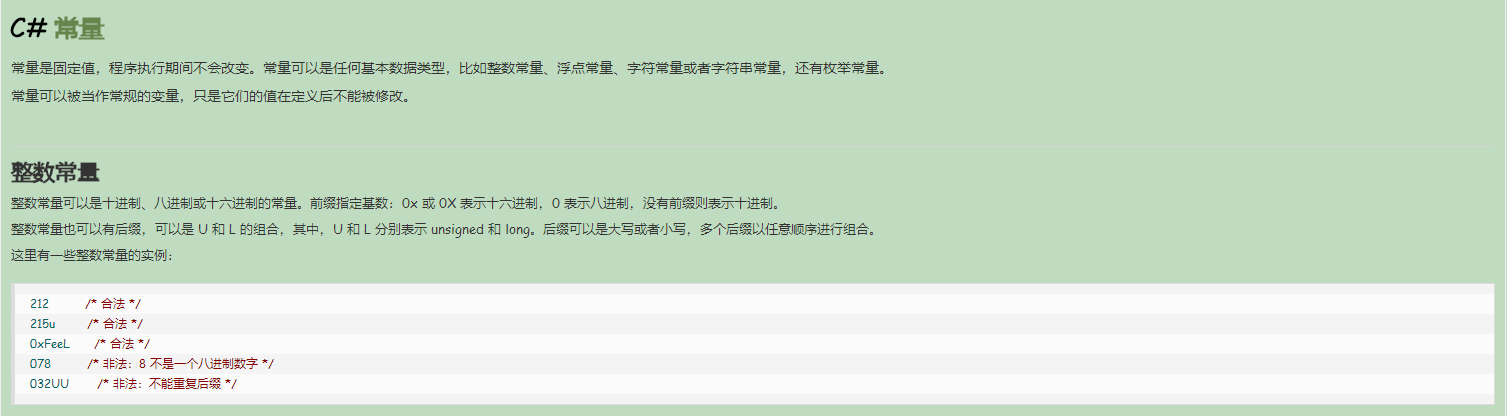 C# 常量
常量是固定值，程序执行期间不会改变。常量可以是任何基本数据类型，比如整数常量、浮点常量、字符常量或者字符串常量，还有枚举常量。
常量可以被当作常规的变量，只是它们的值在定义后不能被修改。
整数常量
整数常量可以是十进制、八进制或十六进制的常量。前缀指定基数：0x 或 0X 表示十六进制，0 表示八进制，没有前缀则表示十进制。
整数常量也可以有后缀，可以是 U 和 L 的组合，其中，U 和 L 分别表示 unsigned 和 long。后缀可以是大写或者小写，多个后缀以任意顺序进行组合。
这里有一些整数常量的实例：
212 /* 合法 */
215u /* 合法 */
0xFeeL /* 合法 */
078 /* 非法：8 不是一个八进制数字 */
032UU /* 非法：不能重复后缀 */